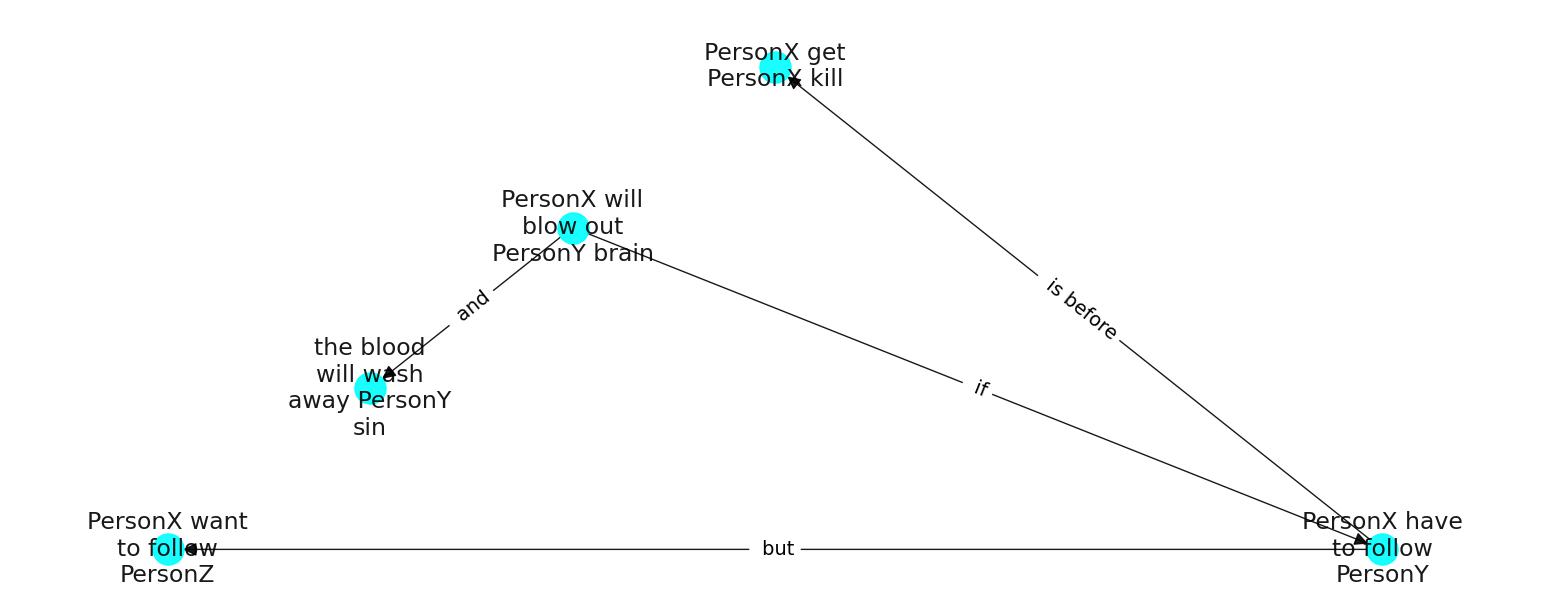 PersonX get
PersonX kill
PersonX will
blow out
PersonY brain
is before
and
the blood
will wash
away PersonY
sin
if
PersonX want
to follow
PersonZ
but
PersonX have
to follow
PersonY